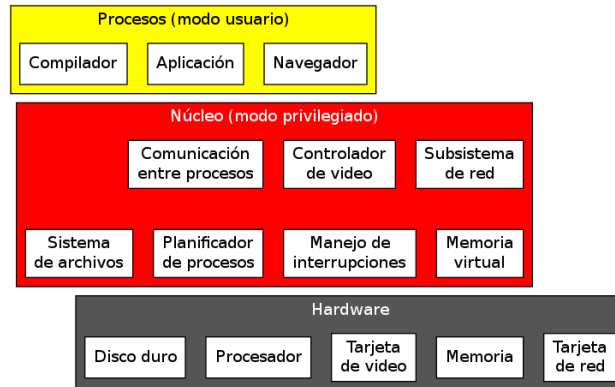 Procesos (modo usuario)
Compilador
Aplicación
Navegador
Núcleo (modo privilegiado)
Comunicación
entre procesos
Controlador
de video
Subsistema
de red
Sistema
de archivos
Planificador
de procesos
Manejo de
interrupciones
Memoria
virtual
Hardware
Disco duro
Procesador
Tarjeta
de video
Memoria
Tarjeta
de red